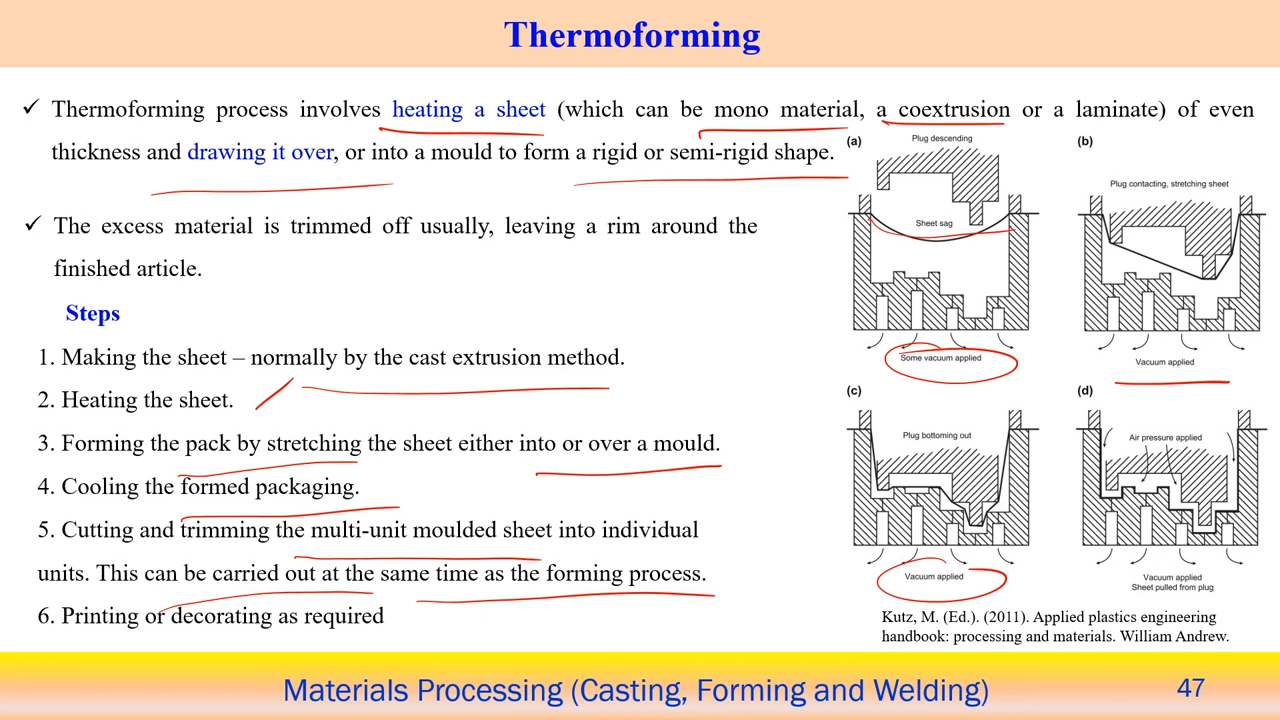 Thermoforming
✓ Thermoforming process involves heating a sheet (which can be mono material, a coextrusion or a laminate) of even
thickness and drawing it over, or into a mould to form a rigid or semi-rigid shape.
✓ The excess material is trimmed off usually, leaving a rim around the
finished article.
Steps
1. Making the sheet – normally by the cast extrusion method.
2. Heating the sheet.
3. Forming the pack by stretching the sheet either into or over a mould.
4. Cooling the formed packaging.
5. Cutting and trimming the multi-unit moulded sheet into individual
units. This can be carried out at the same time as the forming process.
6. Printing or decorating as required
(a)
Plug descending
Sheet sag
Some vacuum applied
(b)
Plug contacting, stretching sheet
Vacuum applied
(c)
Plug bottoming out
Vacuum applied
(d)
Air pressure applied
Vacuum applied
Sheet pulled from plug
Kutz, M. (Ed.). (2011). Applied plastics engineering
handbook: processing and materials. William Andrew.
Materials Processing (Casting, Forming and Welding)
47